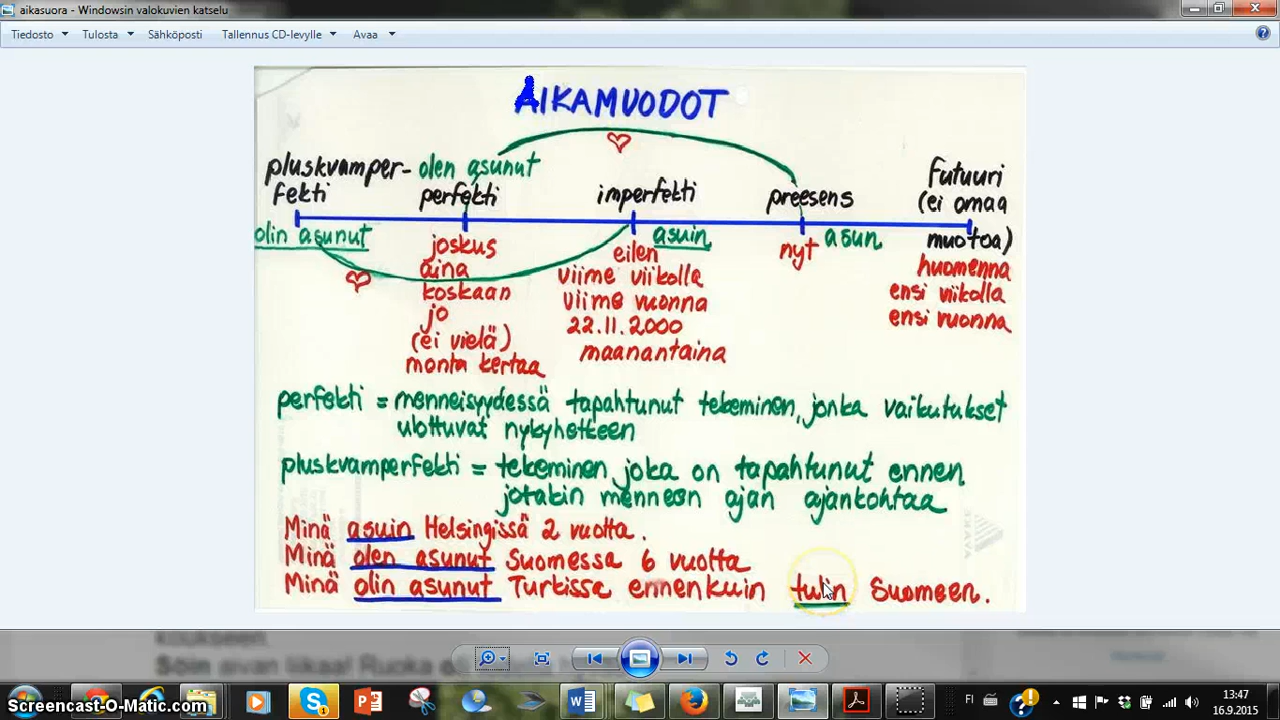 aikasuora - Windowsin valokuvien katselu
Tiedosto Tulosta Sähköposti Tallennus CD-levylle Avaa
AIKAMUODOT
pluskvamper-
fekti
olen asunut
perfekti
imperfekti
preesens
Futuuri
(ei omaa
muotoa)
olin asunut
joskus
aina
koskaan
jo
(ei vielä)
monta kertaa
asuin
eilen
viime viikolla
viime vuonna
22.11.2000
maanantaina
nyt asun
huomenna
ensi viikolla
ensi vuonna
perfekti = menneisyydessä tapahtunut tekeminen, jonka vaikutukset
ulottuvat nykyhetkeen
pluskvamperfekti = tekeminen joka on tapahtunut ennen
jotakin menneen ajan ajankohtaa
Minä asuin Helsingissä 2 vuotta.
Minä olen asunut Suomessa 6 vuotta
Minä olin asunut Turkissa ennenkuin tulin Suomeen.
Screencast-O-Matic.com
FI
13:47
16.9.2015